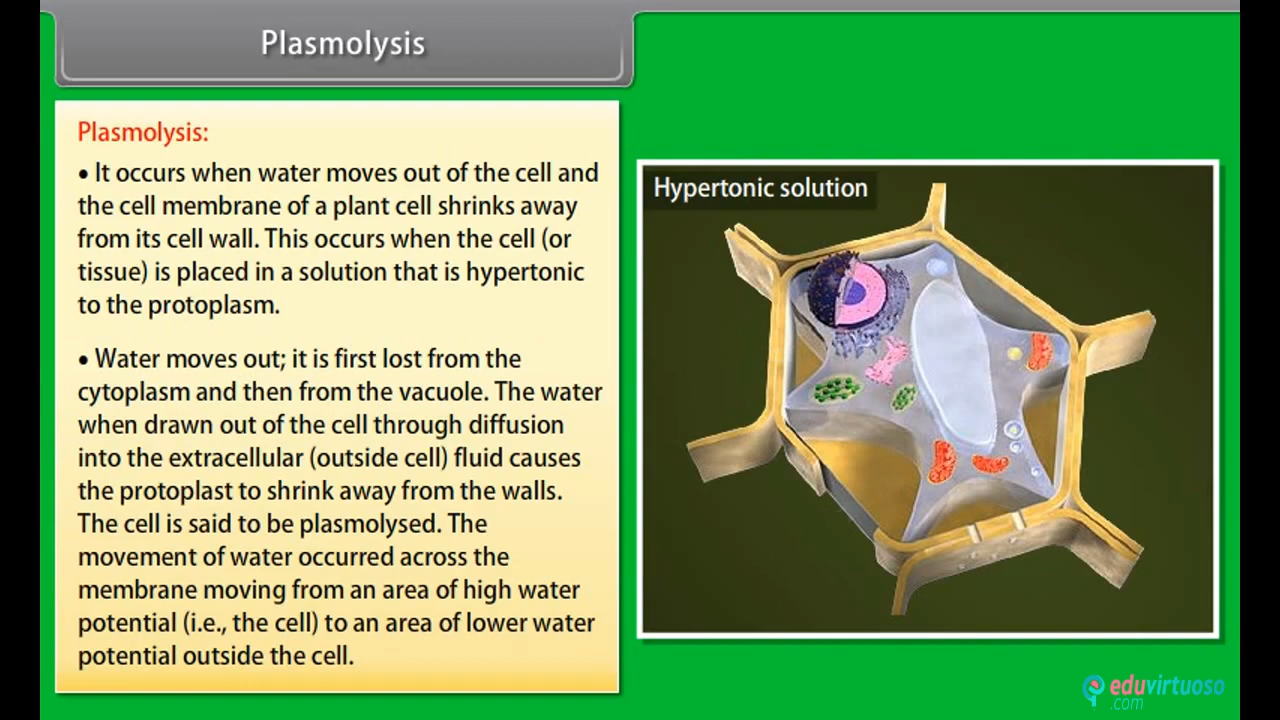 Plasmolysis
Plasmolysis:
• It occurs when water moves out of the cell and
the cell membrane of a plant cell shrinks away
from its cell wall. This occurs when the cell (or
tissue) is placed in a solution that is hypertonic
to the protoplasm.
• Water moves out; it is first lost from the
cytoplasm and then from the vacuole. The water
when drawn out of the cell through diffusion
into the extracellular (outside cell) fluid causes
the protoplast to shrink away from the walls.
The cell is said to be plasmolysed. The
movement of water occurred across the
membrane moving from an area of high water
potential (i.e., the cell) to an area of lower water
potential outside the cell.
Hypertonic solution
eduvirtuoso
.com